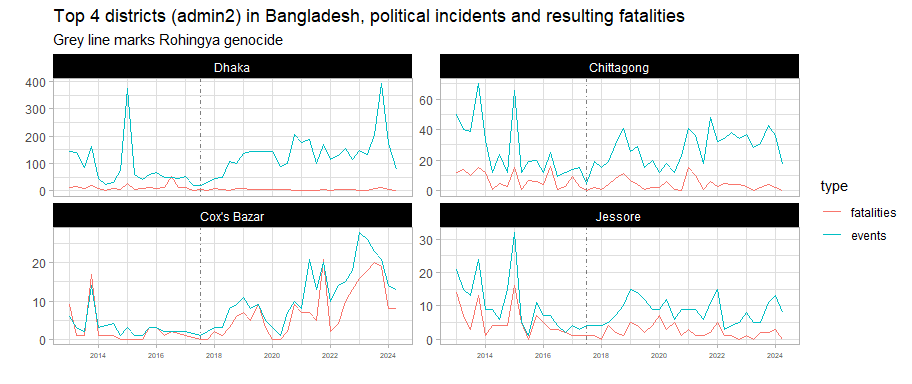 Top 4 districts (admin2) in Bangladesh, political incidents and resulting fatalities
Grey line marks Rohingya genocide
Dhaka
400
300
200
100
0
Chittagong
60
40
20
0
type
fatalities
events
Cox's Bazar
20
10
0
2014 2016 2018 2020 2022 2024
Jessore
30
20
10
0
2014 2016 2018 2020 2022 2024